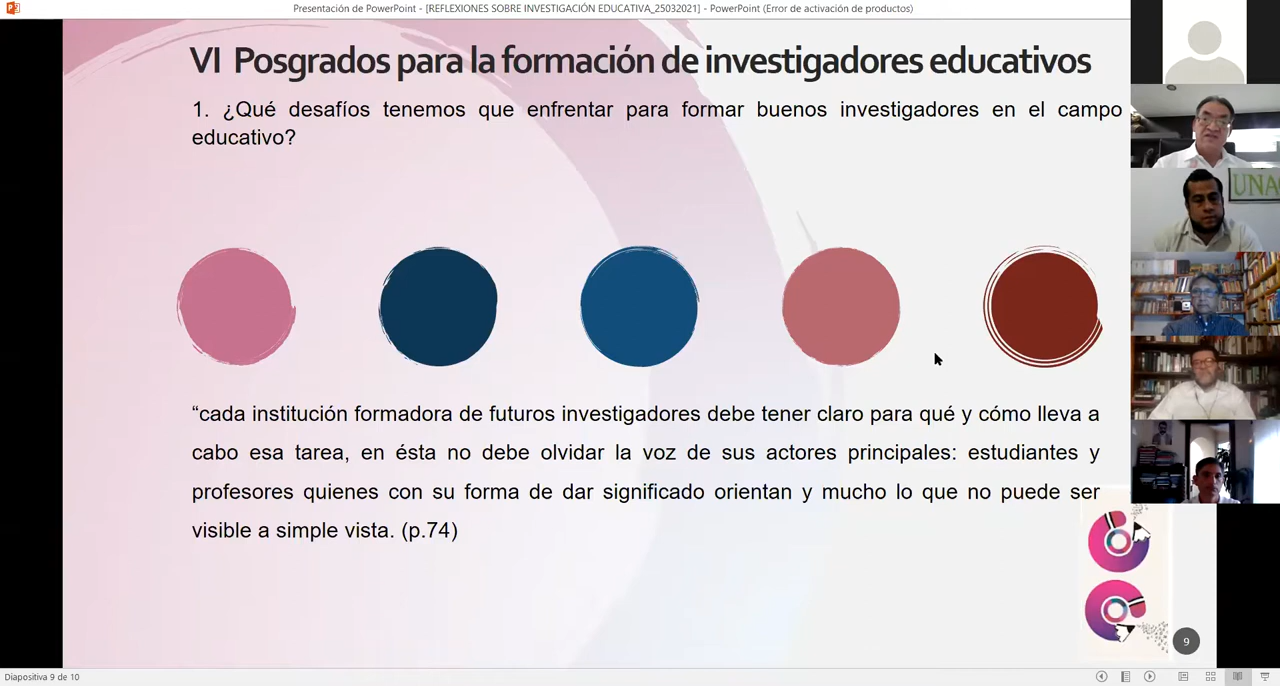 Presentación de PowerPoint - [REFLEXIONES SOBRE INVESTIGACIÓN EDUCATIVA_25032021] - PowerPoint (Error de activación de productos)
VI Posgrados para la formación de investigadores educativos
1. ¿Qué desafíos tenemos que enfrentar para formar buenos investigadores en el campo
educativo?
“cada institución formadora de futuros investigadores debe tener claro para qué y cómo lleva a
cabo esa tarea, en ésta no debe olvidar la voz de sus actores principales: estudiantes y
profesores quienes con su forma de dar significado orientan y mucho lo que no puede ser
visible a simple vista. (p.74)
9
Diapositiva 9 de 10